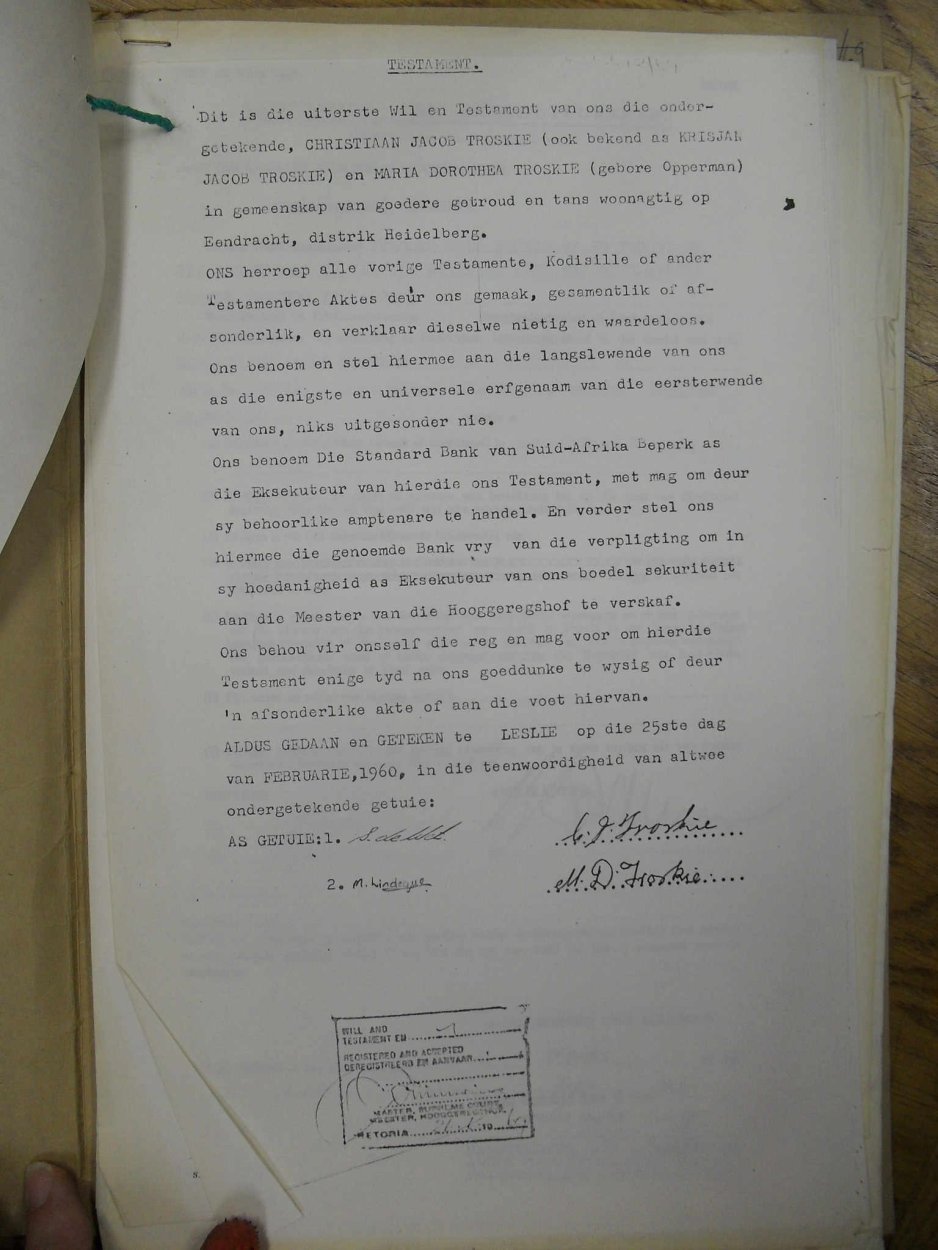 TESTAMENT.
Dit is die uiterste Wil en Testament van ons die onder-
getekende, CHRISTIAAN JACOB TROSKIE (ook bekend as KRISJAN
JACOB TROSKIE) en MARIA DOROTHEA TROSKIE (gebore Opperman)
in gemeenskap van goedere getroud en tans woonagtig op
Eendracht, distrik Heidelberg.
ONS herroep alle vorige Testamente, Kodisille of ander
Testamentere Aktes deur ons gemaak, gesamentlik of af-
sonderlik, en verklaar dieselwe nietig en waardeloos.
Ons benoem en stel hiermee aan die langslewende van ons
as die enigste en universele erfgenaam van die eersterwende
van ons, niks uitgesonder nie.
Ons benoem Die Standard Bank van Suid-Afrika Beperk as
die Eksekuteur van hierdie ons Testament, met mag om deur
sy behoorlike amptenare te handel. En verder stel ons
hiermee die genoemde Bank vry van die verpligting om in
sy hoedanigheid as Eksekuteur van ons boedel sekuriteit
aan die Meester van die Hooggeregshof te verskaf.
Ons behou vir onsself die reg en mag voor om hierdie
Testament enige tyd na ons goeddunke te wysig of deur
'n afsonderlike akte of aan die voet hiervan.
ALDUS GEDAAN en GETEKEN te LESLIE op die 25ste dag
van FEBRUARIE,1960, in die teenwoordigheid van altwee
ondergetekende getuie:
AS GETUIE:1.
C. J. Troskie
2. M. Lindeque
M. D. Troskie
WILL AND
TESTAMENT EN
REGISTERED AND ACCEPTED
GEREGISTREERD EN AANVAAR
MASTER, SUPREME COURT,
MEESTER, HOOGGEREGSHOF,
PRETORIA 19
s.